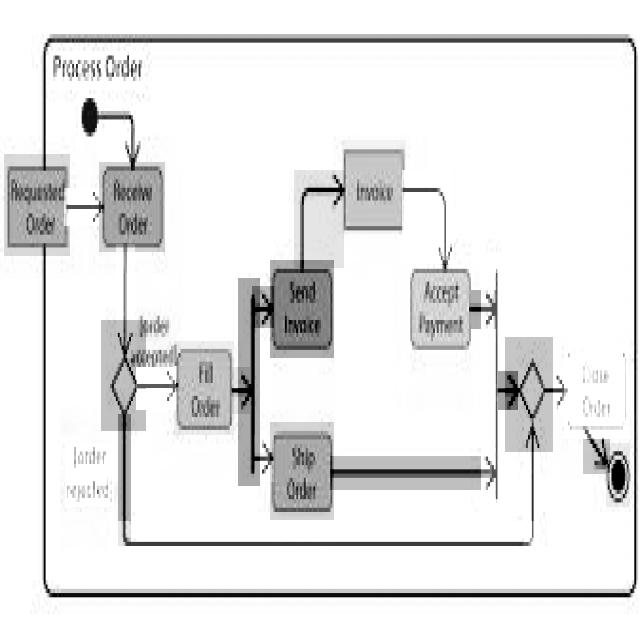 Process Order
Requested
Order
Receive
Order
Invoice
Send
Invoice
Accept
Payment
[order
accepted]
Fill
Order
Close
Order
[order
rejected]
Ship
Order